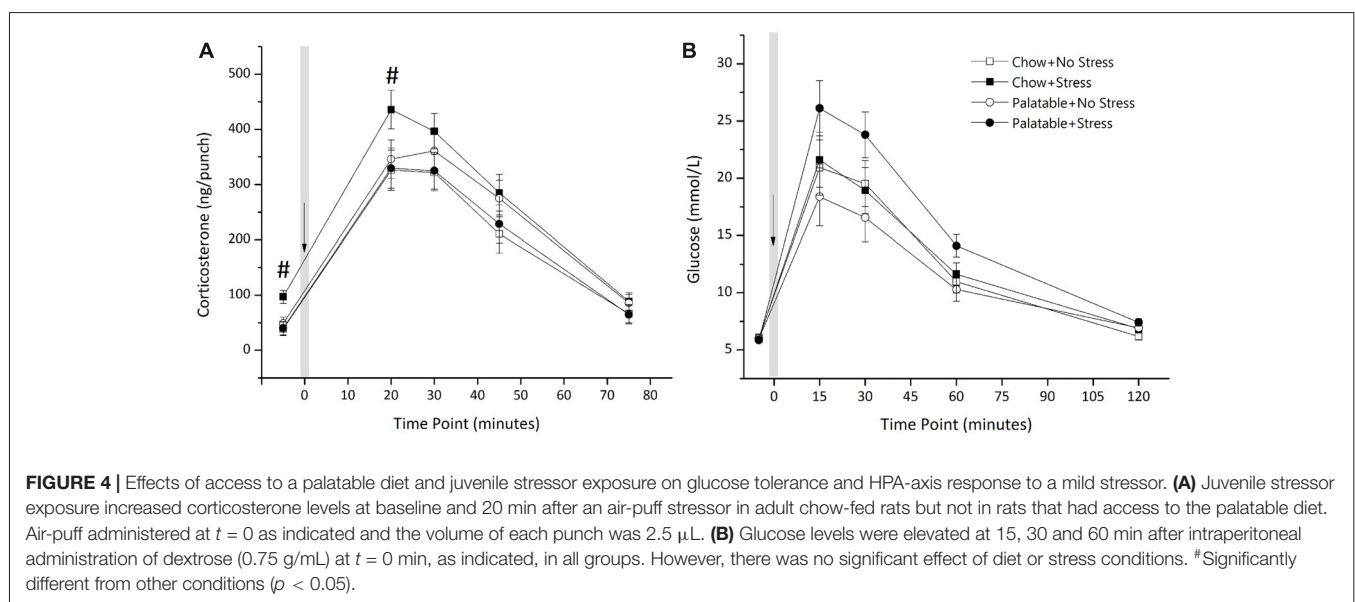 A
#
#
500
400
300
200
100
0
Corticosterone (ng/punch)
0 10 20 30 40 50 60 70 80
Time Point (minutes)
B
30
25
20
15
10
5
Glucose (mmol/L)
0 15 30 45 60 75 90 105 120
Time Point (minutes)
Chow+No Stress
Chow+Stress
Palatable+No Stress
Palatable+Stress
FIGURE 4 | Effects of access to a palatable diet and juvenile stressor exposure on glucose tolerance and HPA-axis response to a mild stressor. (A) Juvenile stressor
exposure increased corticosterone levels at baseline and 20 min after an air-puff stressor in adult chow-fed rats but not in rats that had access to the palatable diet.
Air-puff administered at t = 0 as indicated and the volume of each punch was 2.5 μL. (B) Glucose levels were elevated at 15, 30 and 60 min after intraperitoneal
administration of dextrose (0.75 g/mL) at t = 0 min, as indicated, in all groups. However, there was no significant effect of diet or stress conditions. #Significantly
different from other conditions (p < 0.05).